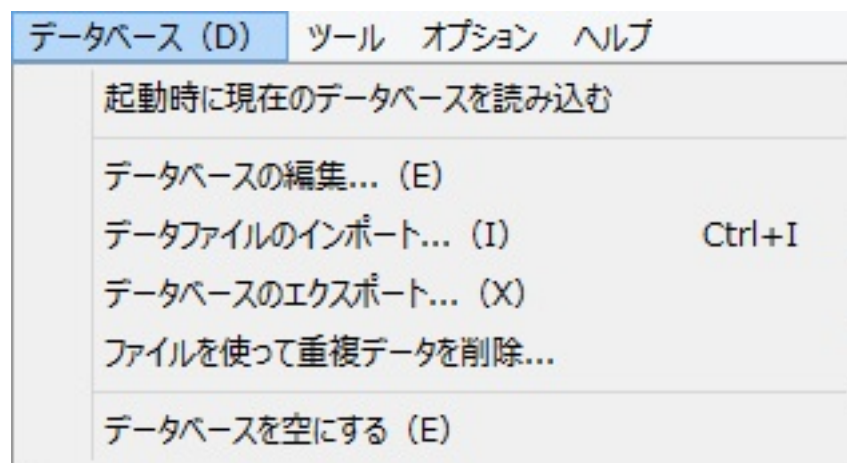 データベース（D） ツール オプション ヘルプ
起動時に現在のデータベースを読み込む
データベースの編集...（E）
データファイルのインポート...（I） Ctrl+I
データベースのエクスポート...（X）
ファイルを使って重複データを削除...
データベースを空にする（E）